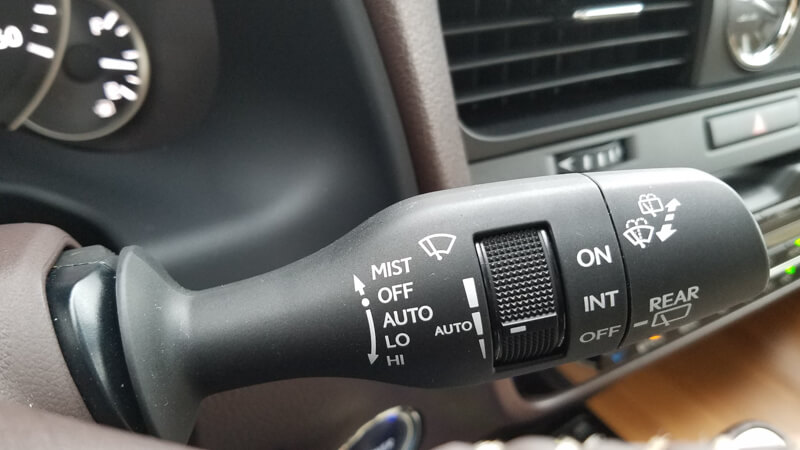 MIST
OFF
AUTO
LO
HI
AUTO
ON
INT
OFF
REAR